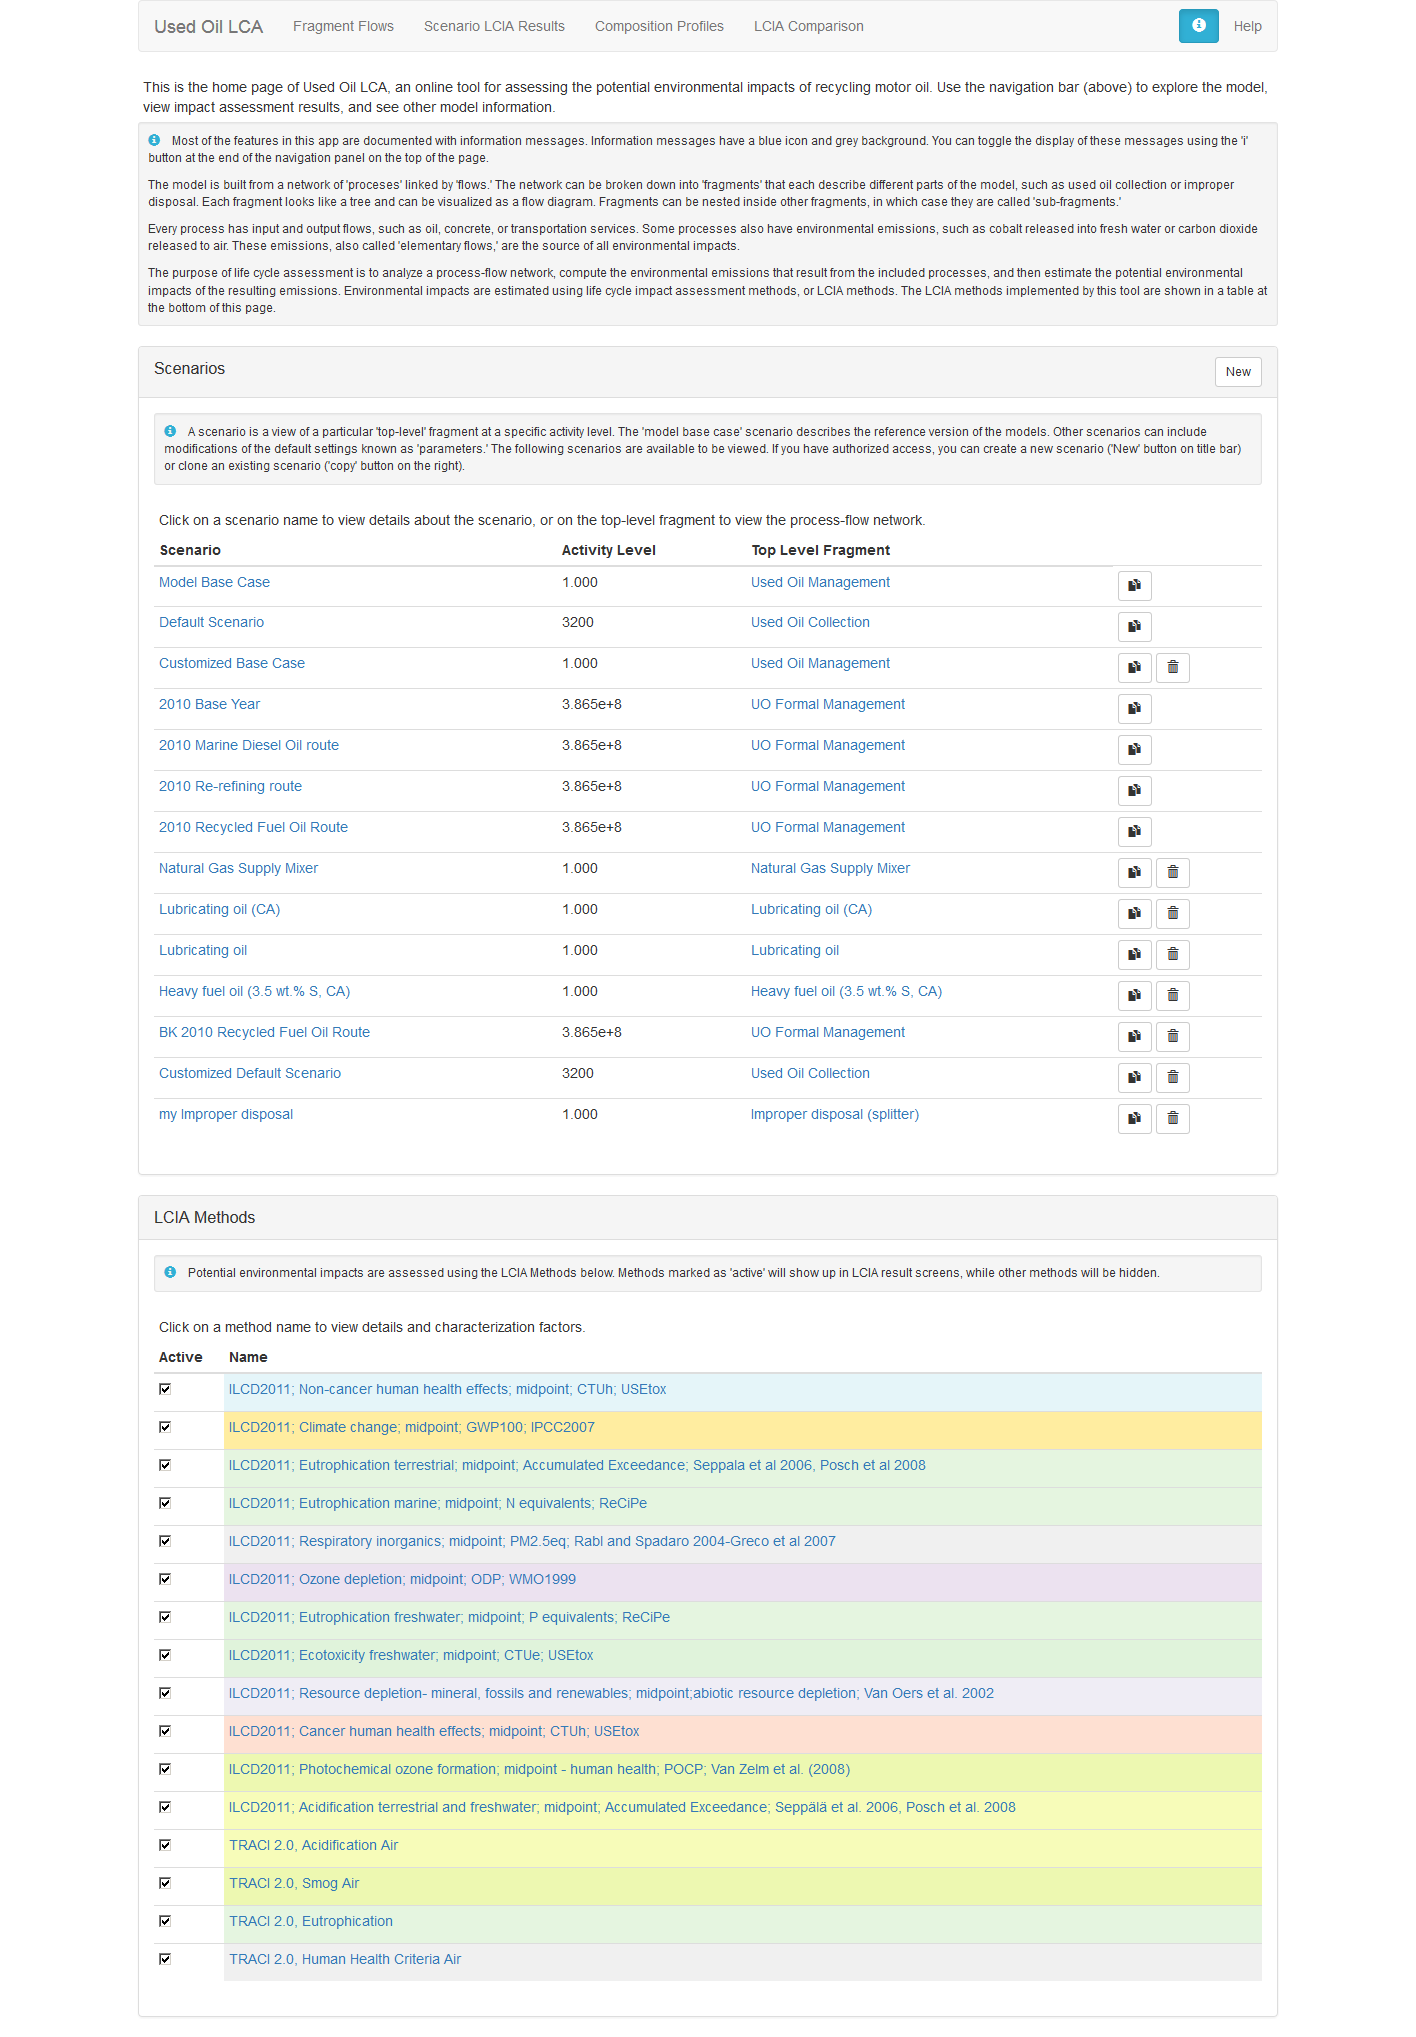 Used Oil LCA Fragment Flows Scenario LCIA Results Composition Profiles LCIA Comparison Help
This is the home page of Used Oil LCA, an online tool for assessing the potential environmental impacts of recycling motor oil. Use the navigation bar (above) to explore the model,
view impact assessment results, and see other model information.
Most of the features in this app are documented with information messages. Information messages have a blue icon and grey background. You can toggle the display of these messages using the 'i'
button at the end of the navigation panel on the top of the page.
The model is built from a network of 'proceses' linked by 'flows.' The network can be broken down into 'fragments' that each describe different parts of the model, such as used oil collection or improper
disposal. Each fragment looks like a tree and can be visualized as a flow diagram. Fragments can be nested inside other fragments, in which case they are called 'sub-fragments.'
Every process has input and output flows, such as oil, concrete, or transportation services. Some processes also have environmental emissions, such as cobalt released into fresh water or carbon dioxide
released to air. These emissions, also called 'elementary flows,' are the source of all environmental impacts.
The purpose of life cycle assessment is to analyze a process-flow network, compute the environmental emissions that result from the included processes, and then estimate the potential environmental
impacts of the resulting emissions. Environmental impacts are estimated using life cycle impact assessment methods, or LCIA methods. The LCIA methods implemented by this tool are shown in a table at
the bottom of this page.
Scenarios New
A scenario is a view of a particular 'top-level' fragment at a specific activity level. The 'model base case' scenario describes the reference version of the models. Other scenarios can include
modifications of the default settings known as 'parameters.' The following scenarios are available to be viewed. If you have authorized access, you can create a new scenario ('New' button on title bar)
or clone an existing scenario ('copy' button on the right).
Click on a scenario name to view details about the scenario, or on the top-level fragment to view the process-flow network.
Scenario Activity Level Top Level Fragment
Model Base Case 1.000 Used Oil Management
Default Scenario 3200 Used Oil Collection
Customized Base Case 1.000 Used Oil Management
2010 Base Year 3.865e+8 UO Formal Management
2010 Marine Diesel Oil route 3.865e+8 UO Formal Management
2010 Re-refining route 3.865e+8 UO Formal Management
2010 Recycled Fuel Oil Route 3.865e+8 UO Formal Management
Natural Gas Supply Mixer 1.000 Natural Gas Supply Mixer
Lubricating oil (CA) 1.000 Lubricating oil (CA)
Lubricating oil 1.000 Lubricating oil
Heavy fuel oil (3.5 wt.% S, CA) 1.000 Heavy fuel oil (3.5 wt.% S, CA)
BK 2010 Recycled Fuel Oil Route 3.865e+8 UO Formal Management
Customized Default Scenario 3200 Used Oil Collection
my Improper disposal 1.000 Improper disposal (splitter)
LCIA Methods
Potential environmental impacts are assessed using the LCIA Methods below. Methods marked as 'active' will show up in LCIA result screens, while other methods will be hidden.
Click on a method name to view details and characterization factors.
Active Name
ILCD2011; Non-cancer human health effects; midpoint; CTUh; USEtox
ILCD2011; Climate change; midpoint; GWP100; IPCC2007
ILCD2011; Eutrophication terrestrial; midpoint; Accumulated Exceedance; Seppala et al 2006, Posch et al 2008
ILCD2011; Eutrophication marine; midpoint; N equivalents; ReCiPe
ILCD2011; Respiratory inorganics; midpoint; PM2.5eq; Rabl and Spadaro 2004-Greco et al 2007
ILCD2011; Ozone depletion; midpoint; ODP; WMO1999
ILCD2011; Eutrophication freshwater; midpoint; P equivalents; ReCiPe
ILCD2011; Ecotoxicity freshwater; midpoint; CTUe; USEtox
ILCD2011; Resource depletion- mineral, fossils and renewables; midpoint;abiotic resource depletion; Van Oers et al. 2002
ILCD2011; Cancer human health effects; midpoint; CTUh; USEtox
ILCD2011; Photochemical ozone formation; midpoint - human health; POCP; Van Zelm et al. (2008)
ILCD2011; Acidification terrestrial and freshwater; midpoint; Accumulated Exceedance; Seppälä et al. 2006, Posch et al. 2008
TRACI 2.0, Acidification Air
TRACI 2.0, Smog Air
TRACI 2.0, Eutrophication
TRACI 2.0, Human Health Criteria Air